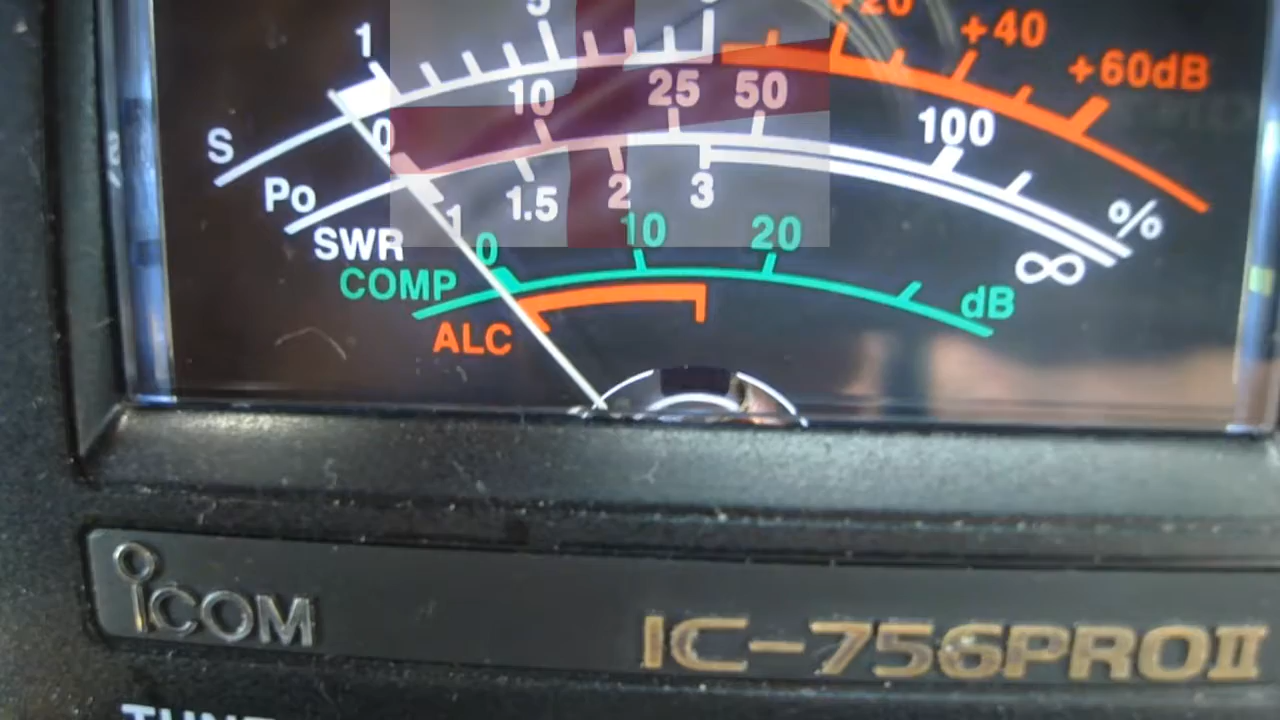 5 9 +20 +40 +60dB
1
S 0 10 25 50 100 %
Po 1 1.5 2 3 ∞
SWR 0 10 20 dB
COMP
ALC
ICOM IC-756PROII